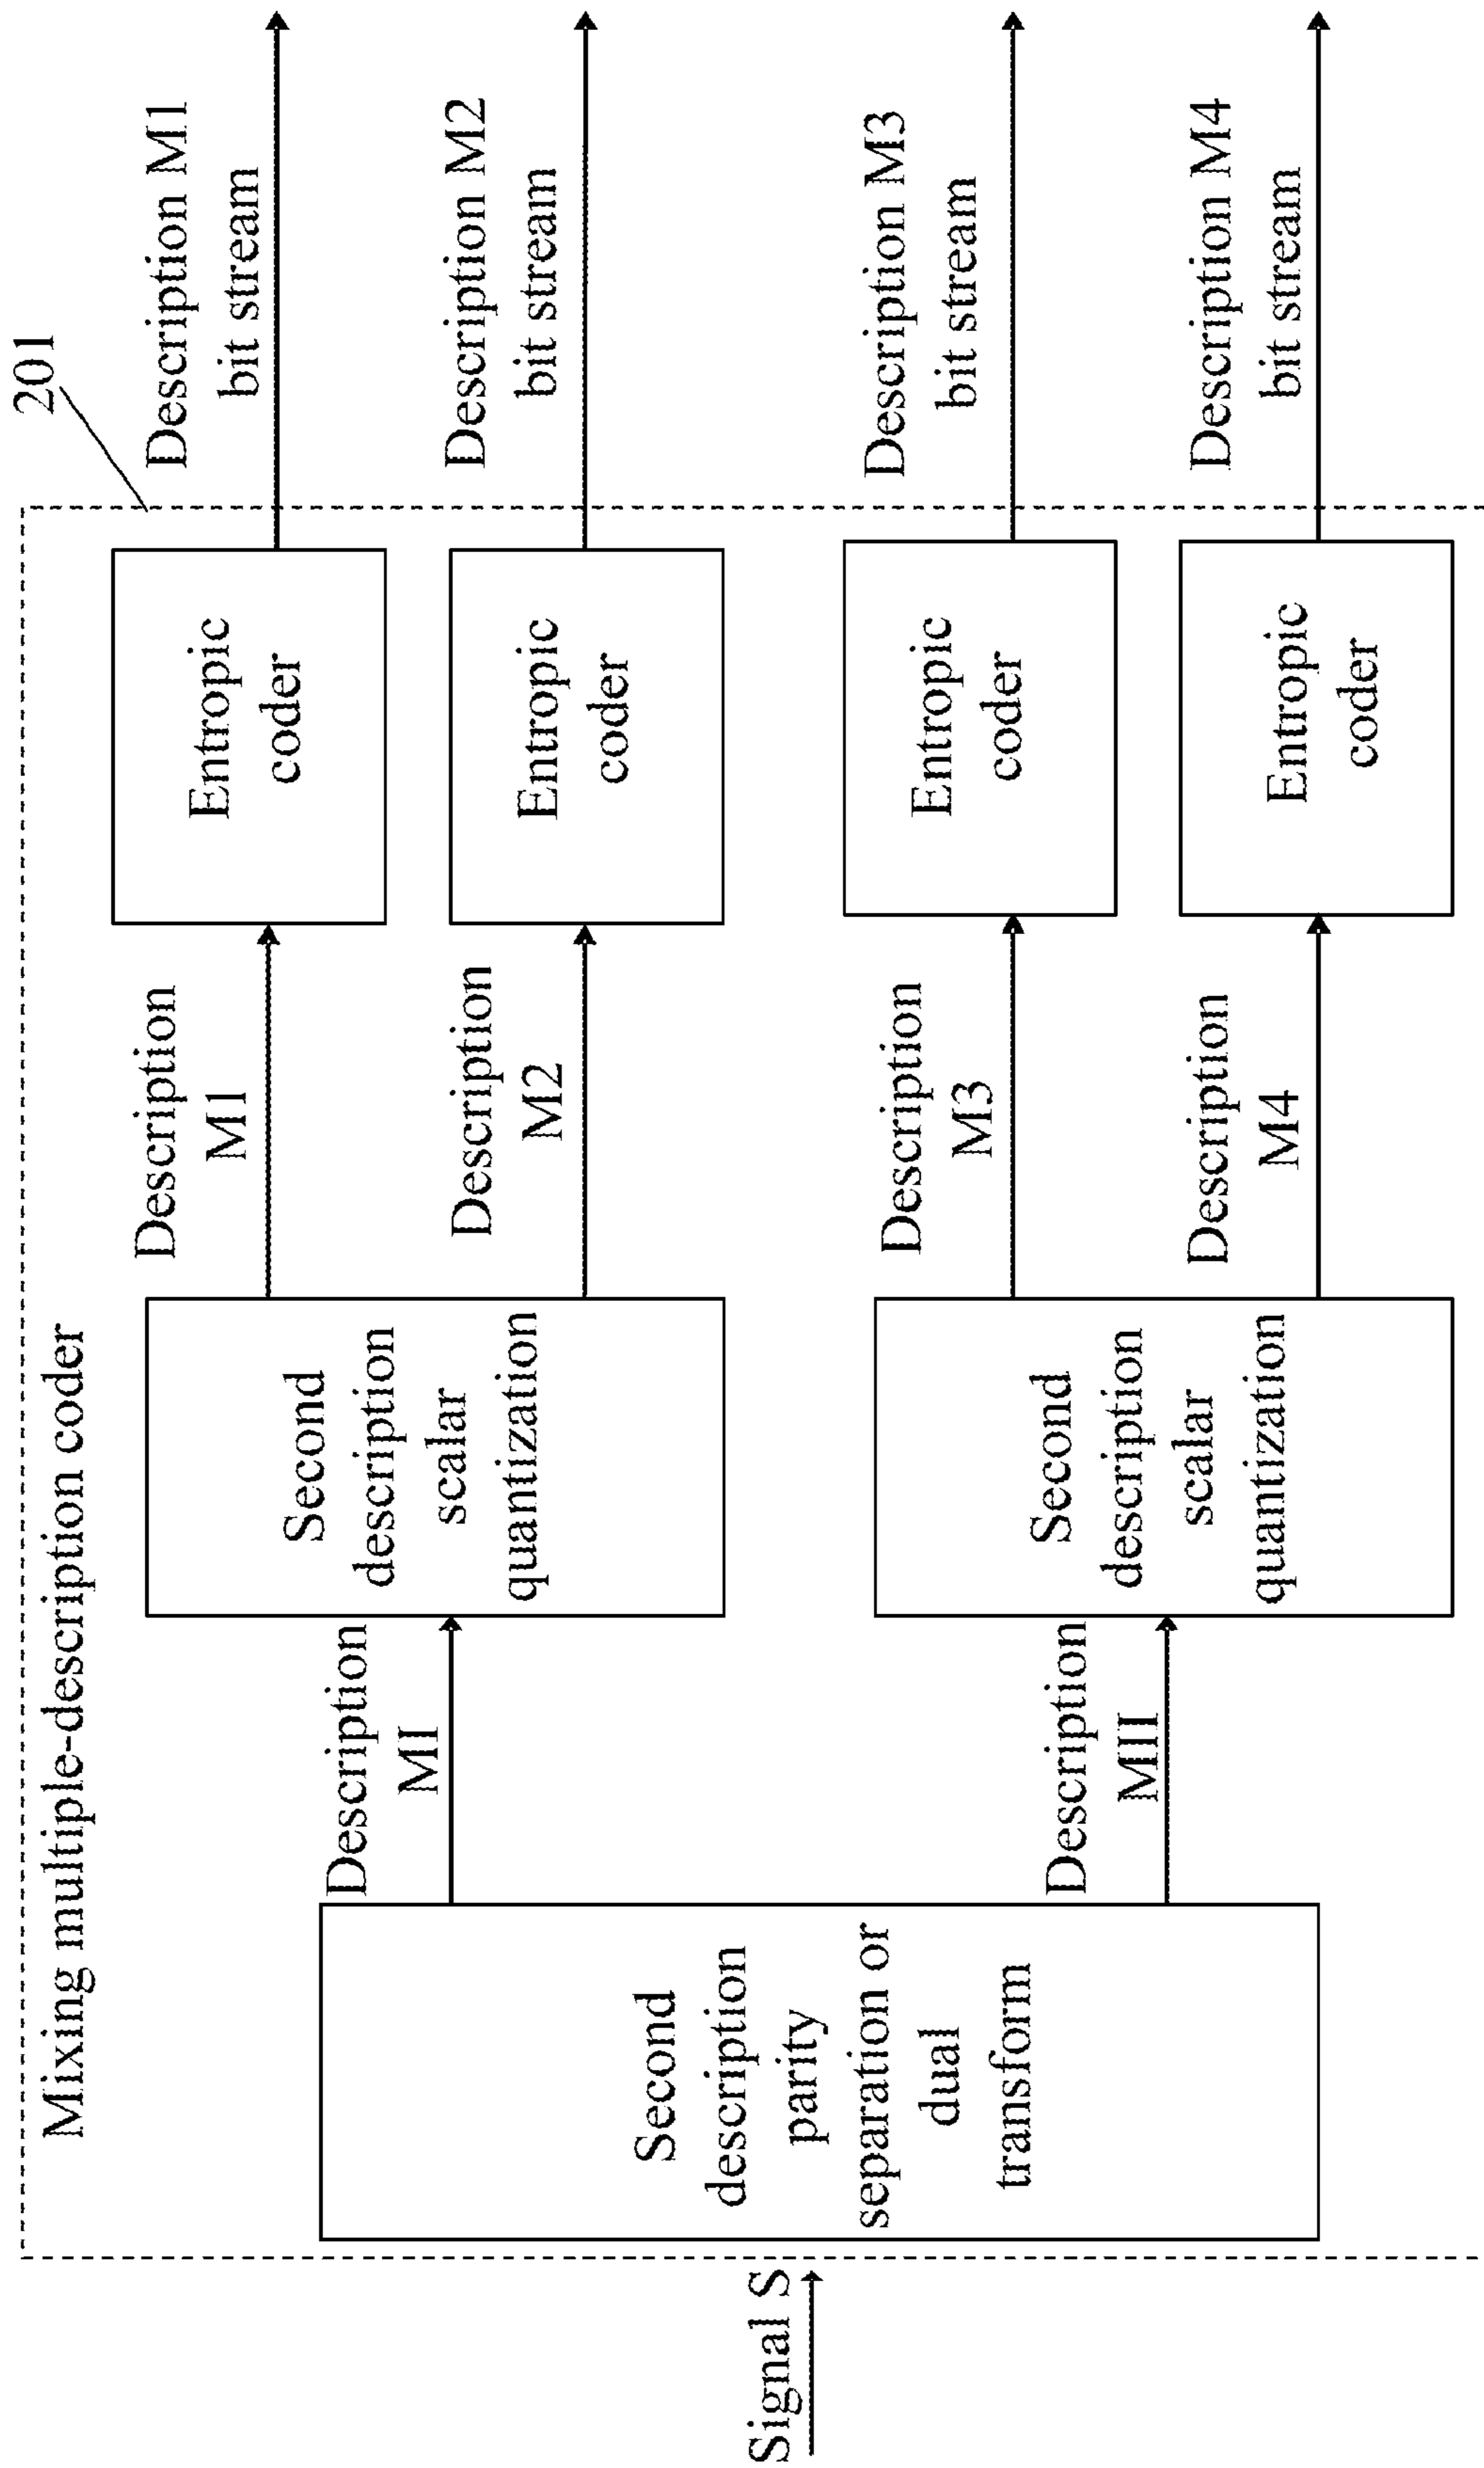 201
Mixing multiple-description coder
Signal S
Second
description
parity
separation or
dual
transform
Description
MI
Description
MII
Second
description
scalar
quantization
Second
description
scalar
quantization
Description
M1
Description
M2
Description
M3
Description
M4
Entropic
coder
Entropic
coder
Entropic
coder
Entropic
coder
Description M1
bit stream
Description M2
bit stream
Description M3
bit stream
Description M4
bit stream